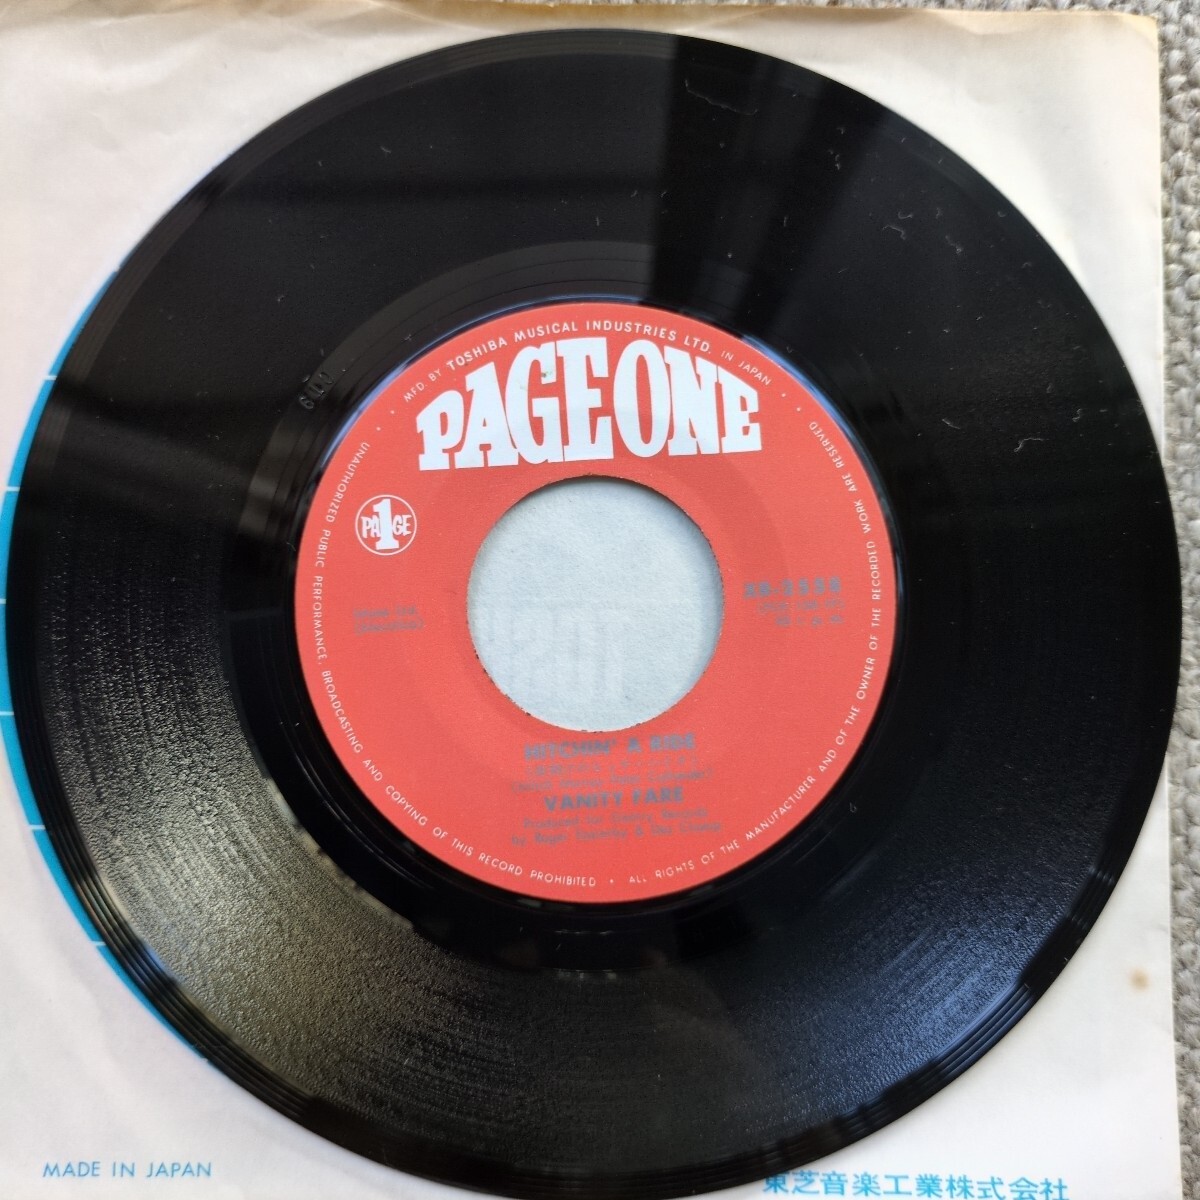 MFD. BY TOSHIBA MUSICAL INDUSTRIES LTD. IN JAPAN
PAGE ONE
PAGE
1
HITCHIN' A RIDE
VANITY FARE
UNAUTHORIZED PUBLIC PERFORMANCE, BROADCASTING AND COPYING OF THIS RECORD PROHIBITED • ALL RIGHTS OF THE MANUFACTURER AND OF THE OWNER OF THE RECORDED WORK ARE RESERVED
MADE IN JAPAN
東芝音楽工業株式会社